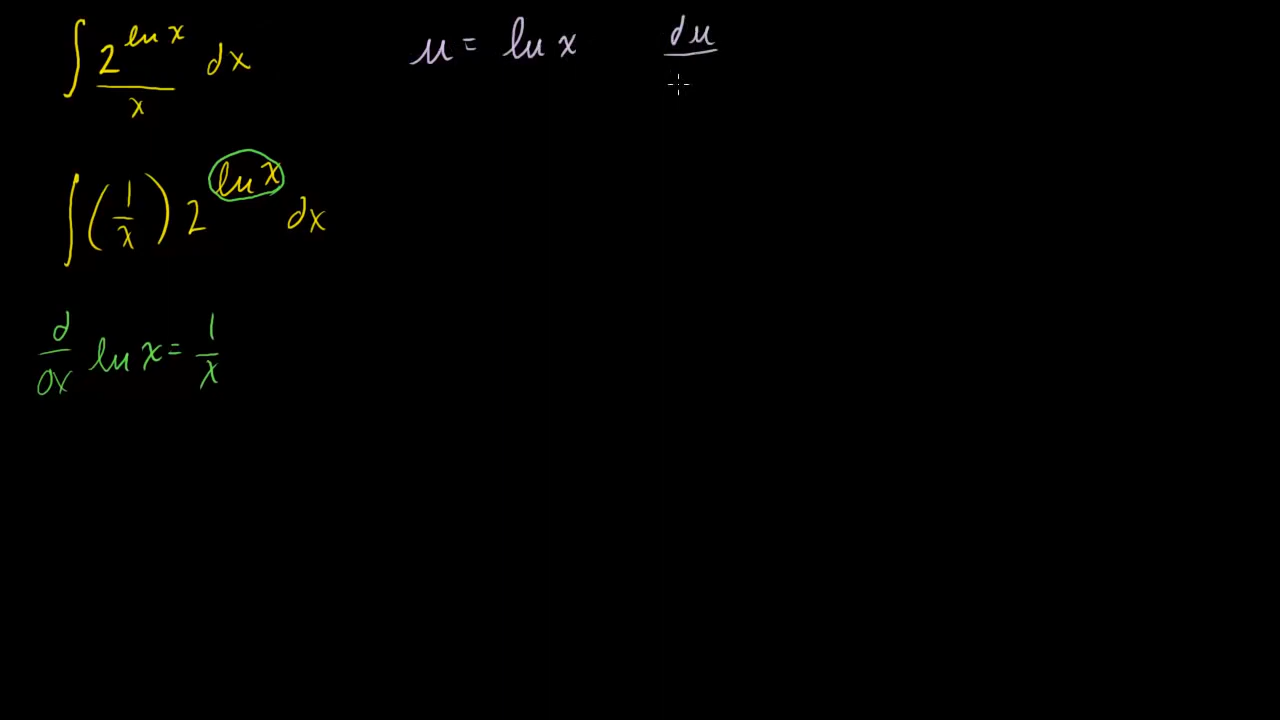 ∫ 2^{ln x}/x dx
u = ln x
du
∫ (1/x) 2^{ln x} dx
d/dx ln x = 1/x